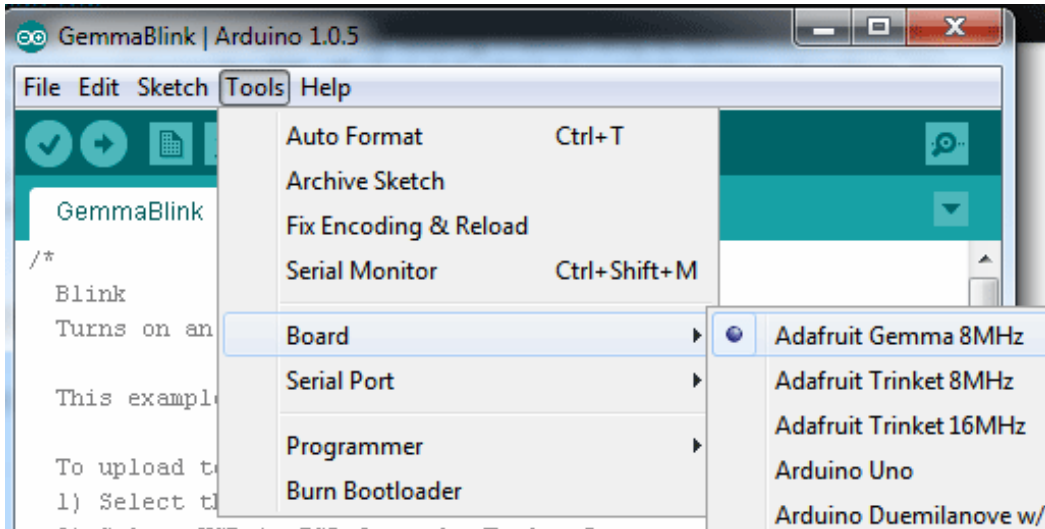 GemmaBlink | Arduino 1.0.5
File Edit Sketch Tools Help
Auto Format Ctrl+T
Archive Sketch
GemmaBlink
Fix Encoding & Reload
/*
Serial Monitor Ctrl+Shift+M
Blink
Turns on an
Board
Adafruit Gemma 8MHz
Serial Port
Adafruit Trinket 8MHz
This exampl
Adafruit Trinket 16MHz
Programmer
To upload t
Arduino Uno
Burn Bootloader
1) Select t
Arduino Duemilanove w/